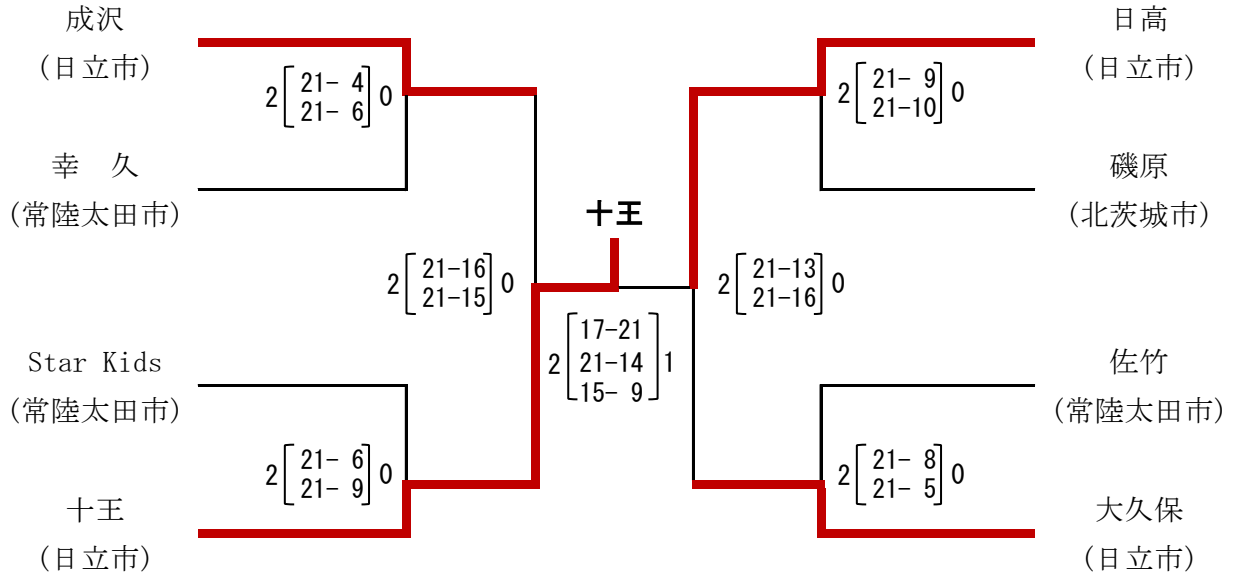 成沢
(日立市)
2[21- 4
21- 6]0
幸　久
(常陸太田市)
2[21-16
21-15]0
Star Kids
(常陸太田市)
2[21- 6
21- 9]0
十王
(日立市)
十王
2[17-21
21-14
15- 9]1
日高
(日立市)
2[21- 9
21-10]0
磯原
(北茨城市)
2[21-13
21-16]0
佐竹
(常陸太田市)
2[21- 8
21- 5]0
大久保
(日立市)